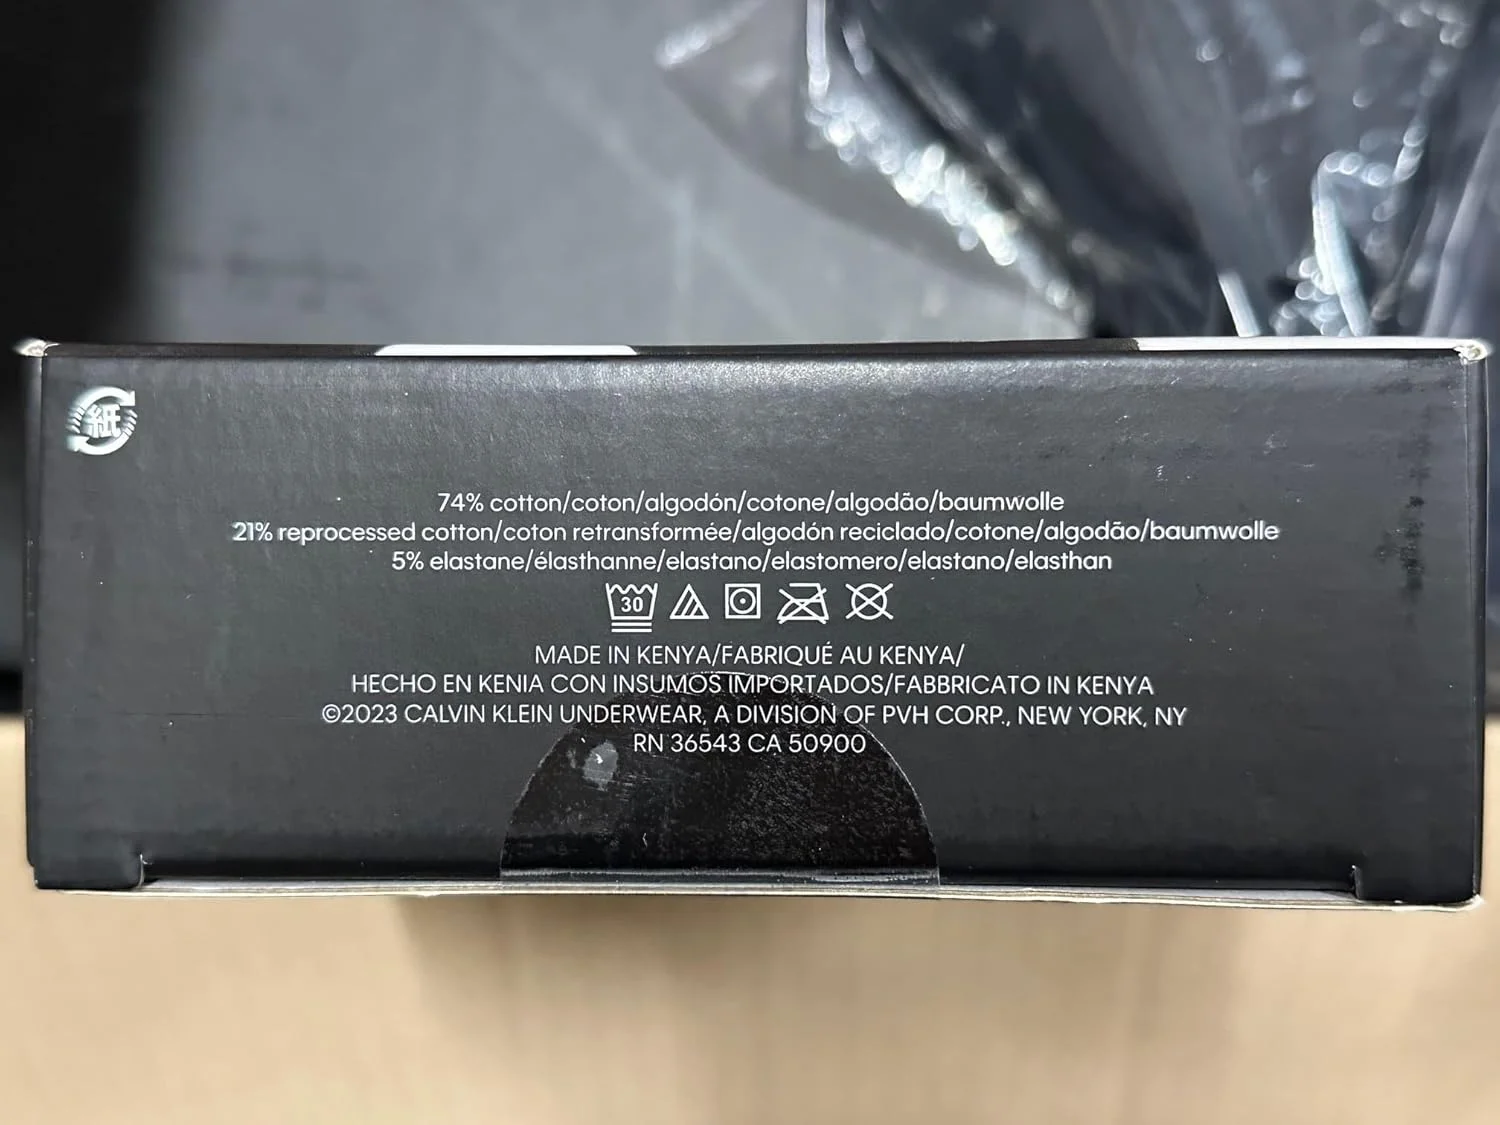 紙
74% cotton/coton/algodón/cotone/algodão/baumwolle
21% reprocessed cotton/coton retransformée/algodón reciclado/cotone/algodão/baumwolle
5% elastane/élasthanne/elastano/elastomero/elastano/elasthan
30
MADE IN KENYA/FABRIQUÉ AU KENYA/
HECHO EN KENIA CON INSUMOS IMPORTADOS/FABBRICATO IN KENYA
©2023 CALVIN KLEIN UNDERWEAR, A DIVISION OF PVH CORP., NEW YORK, NY
RN 36543 CA 50900